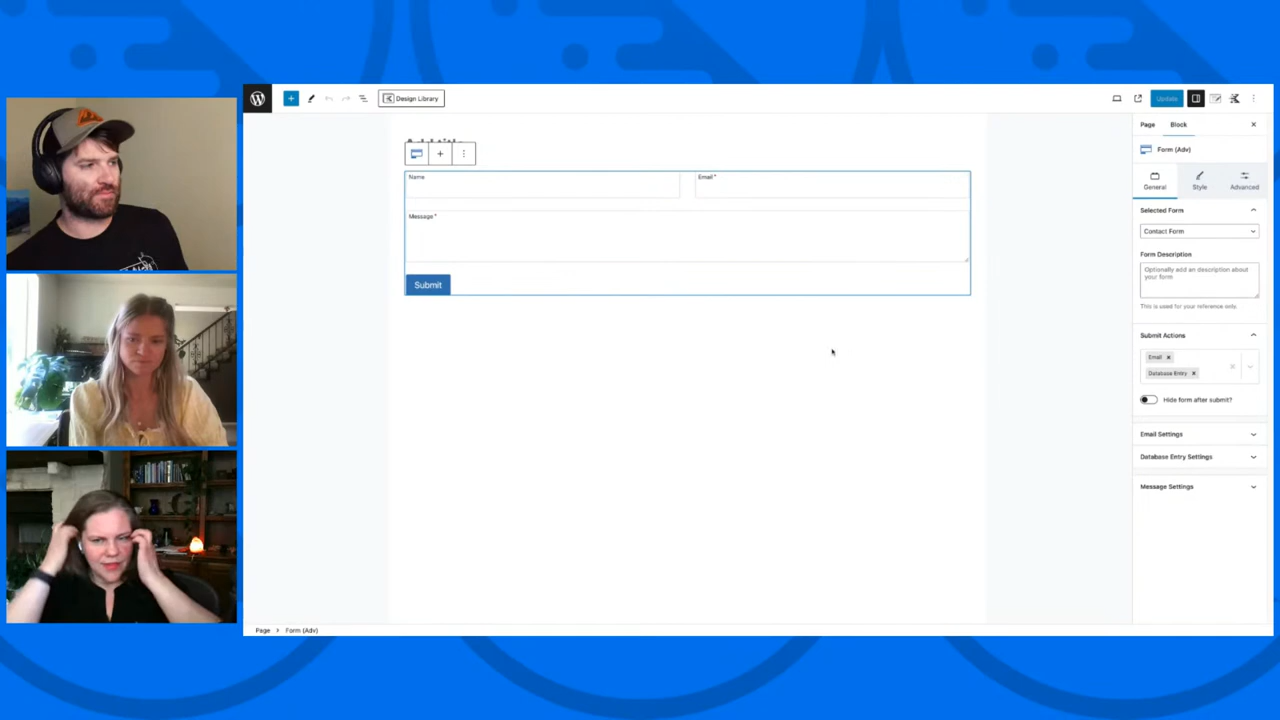 Design Library
Update
Page
Block
Form (Adv)
General
Style
Advanced
Name
Email *
Message *
Submit
Selected Form
Contact Form
Form Description
Optionally add an description about
your form
This is used for your reference only.
Submit Actions
Email
Database Entry
Hide form after submit?
Email Settings
Database Entry Settings
Message Settings
Page > Form (Adv)